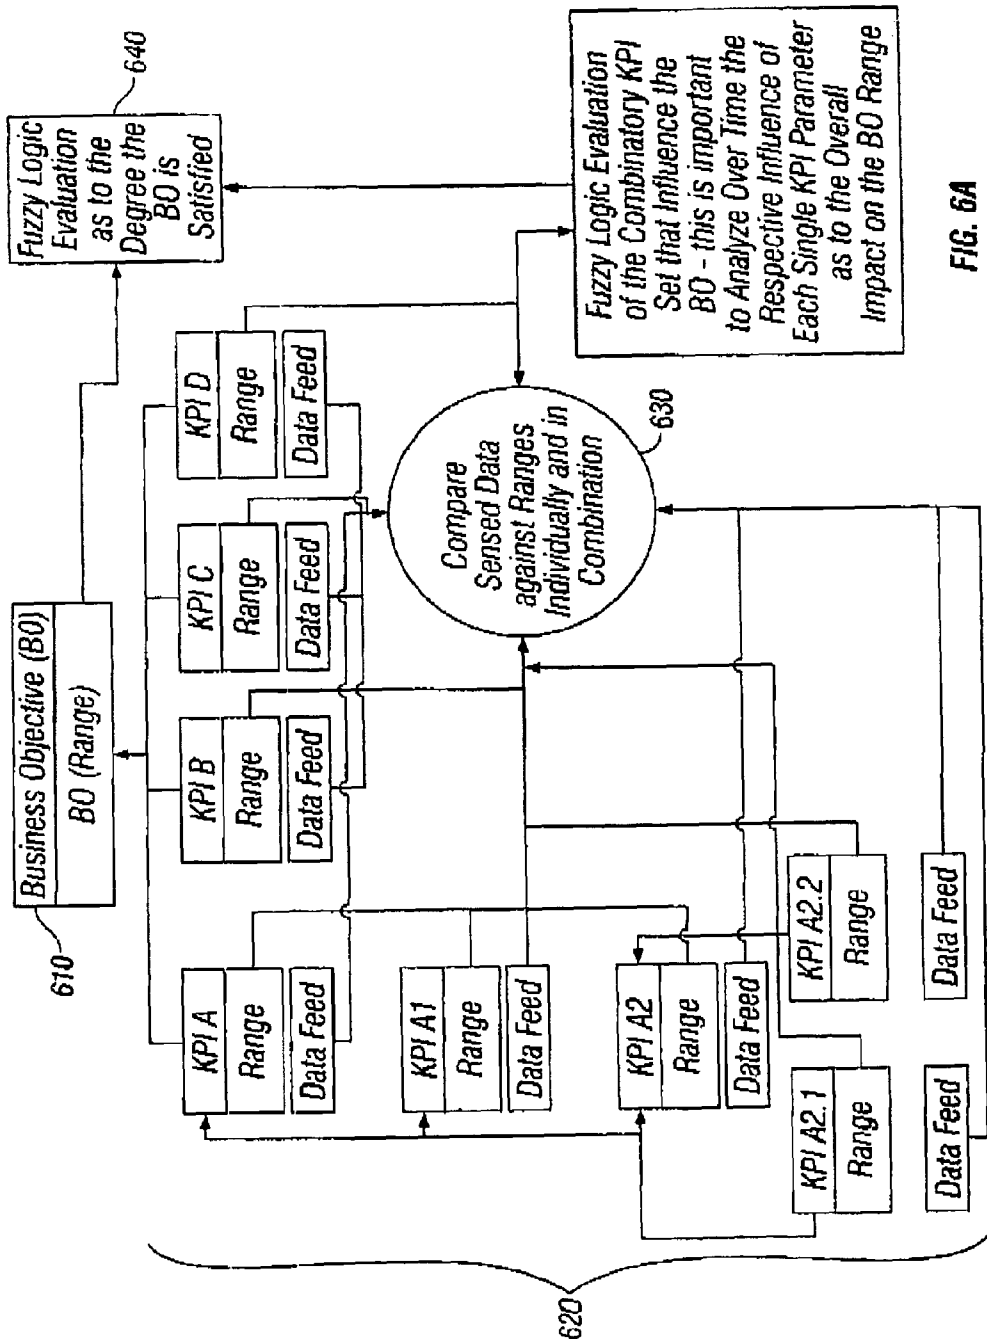 610
Business Objective (BO)
BO (Range)
Fuzzy Logic
Evaluation
as to the
Degree the
BO is
Satisfied
640
KPI A
Range
Data Feed
KPI B
Range
Data Feed
KPI C
Range
Data Feed
KPI D
Range
Data Feed
KPI A1
Range
Data Feed
KPI A2
Range
Data Feed
KPI A2.1
Range
Data Feed
KPI A2.2
Range
Data Feed
620
Compare
Sensed Data
against Ranges
Individually and in
Combination
630
Fuzzy Logic Evaluation
of the Combinatory KPI
Set that Influence the
BO - this is important
to Analyze Over Time the
Respective Influence of
Each Single KPI Parameter
as to the Overall
Impact on the BO Range
FIG. 6A